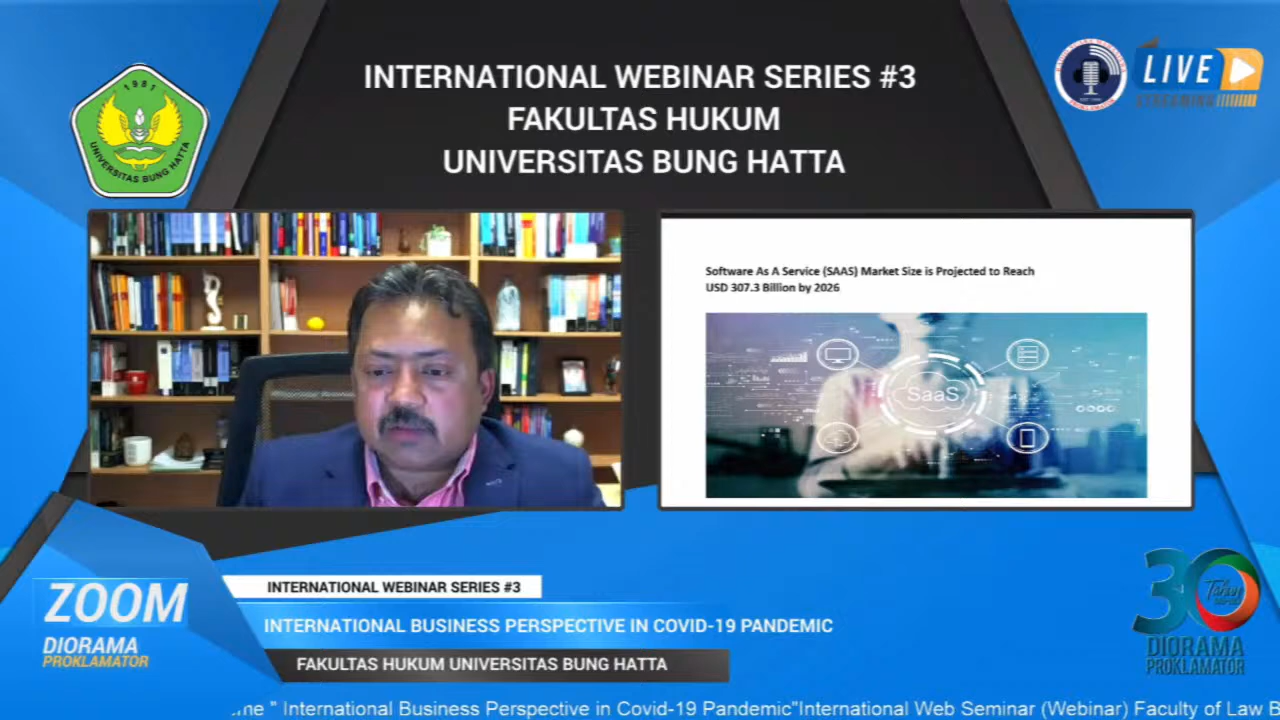 INTERNATIONAL WEBINAR SERIES #3
FAKULTAS HUKUM
UNIVERSITAS BUNG HATTA
1981
UNIVERSITAS BUNG HATTA
LIVE
STREAMING
Software As A Service (SAAS) Market Size is Projected to Reach
USD 307.3 Billion by 2026
SaaS
ZOOM
DIORAMA
PROKLAMATOR
INTERNATIONAL WEBINAR SERIES #3
INTERNATIONAL BUSINESS PERSPECTIVE IN COVID-19 PANDEMIC
FAKULTAS HUKUM UNIVERSITAS BUNG HATTA
30
DIORAMA
PROKLAMATOR
" International Business Perspective in Covid-19 Pandemic"International Web Seminar (Webinar) Faculty of Law B